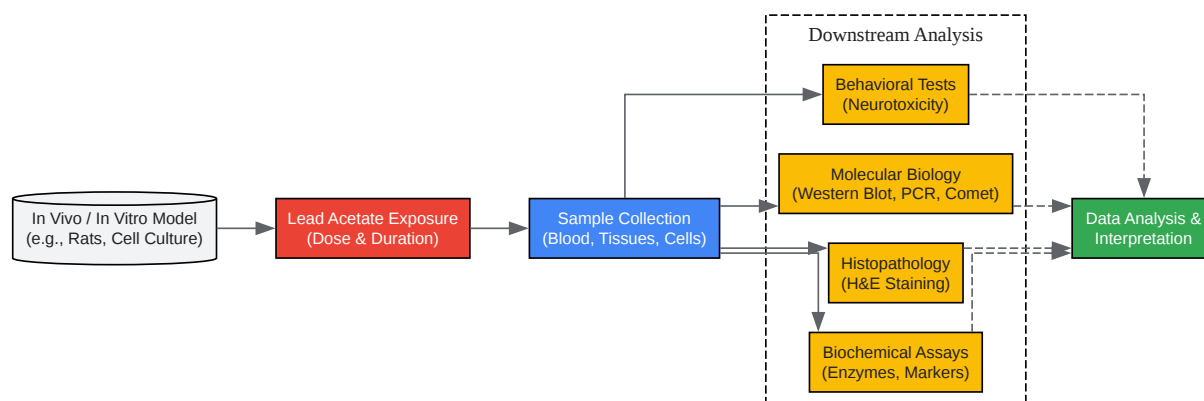 Downstream Analysis
Behavioral Tests
(Neurotoxicity)
Molecular Biology
(Western Blot, PCR, Comet)
In Vivo / In Vitro Model
(e.g., Rats, Cell Culture)
Lead Acetate Exposure
(Dose & Duration)
Sample Collection
(Blood, Tissues, Cells)
Data Analysis &
Interpretation
Histopathology
(H&E Staining)
Biochemical Assays
(Enzymes, Markers)